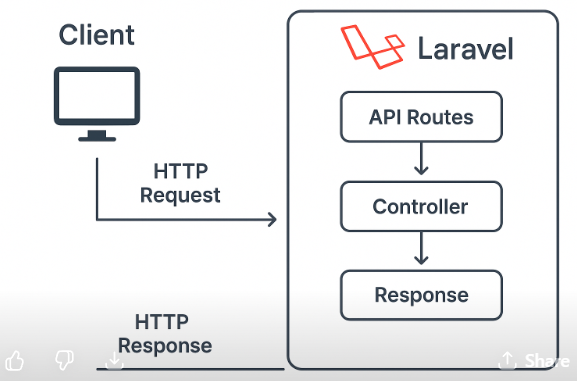 Client
Laravel
API Routes
HTTP
Request
Controller
Response
HTTP
Response
Share